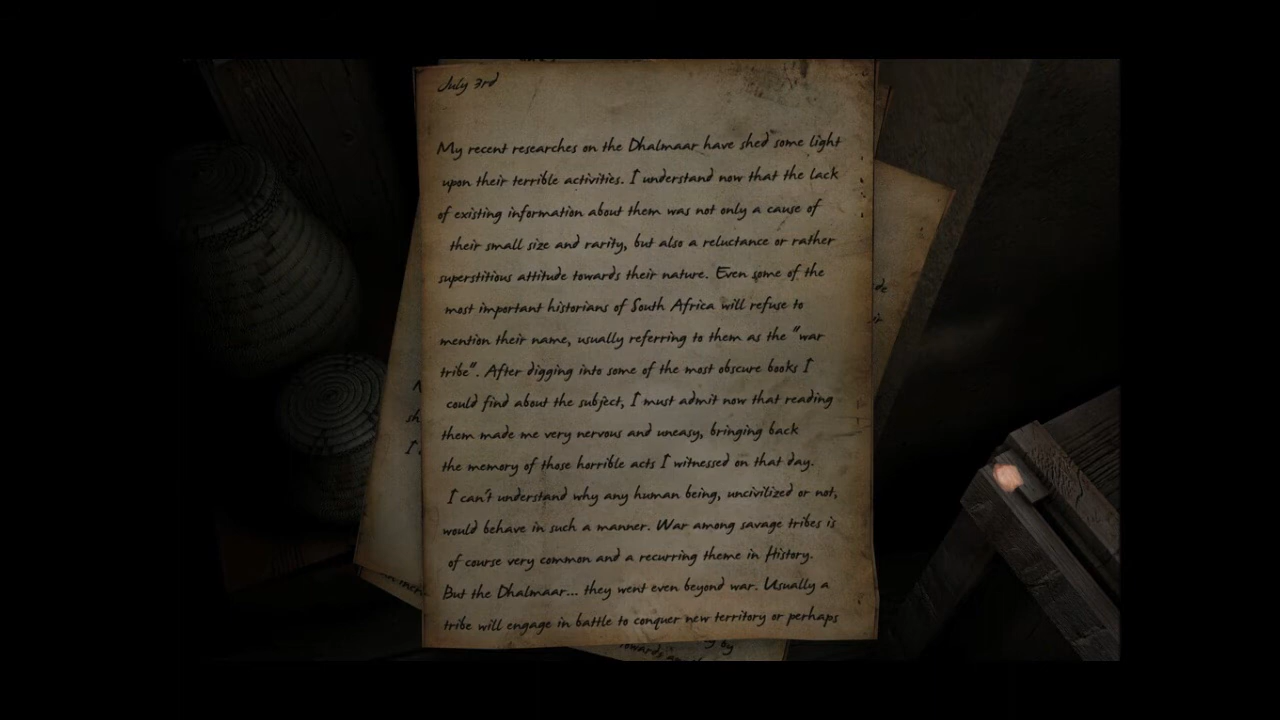 July 3rd
My recent researches on the Dhalmaar have shed some light
upon their terrible activities. I understand now that the lack
of existing information about them was not only a cause of
their small size and rarity, but also a reluctance or rather
superstitious attitude towards their nature. Even some of the
most important historians of South Africa will refuse to
mention their name, usually referring to them as the "war
tribe". After digging into some of the most obscure books I
could find about the subject, I must admit now that reading
them made me very nervous and uneasy, bringing back
the memory of those horrible acts I witnessed on that day.
I can't understand why any human being, uncivilized or not,
would behave in such a manner. War among savage tribes is
of course very common and a recurring theme in History.
But the Dhalmaar... they went even beyond war. Usually a
tribe will engage in battle to conquer new territory or perhaps